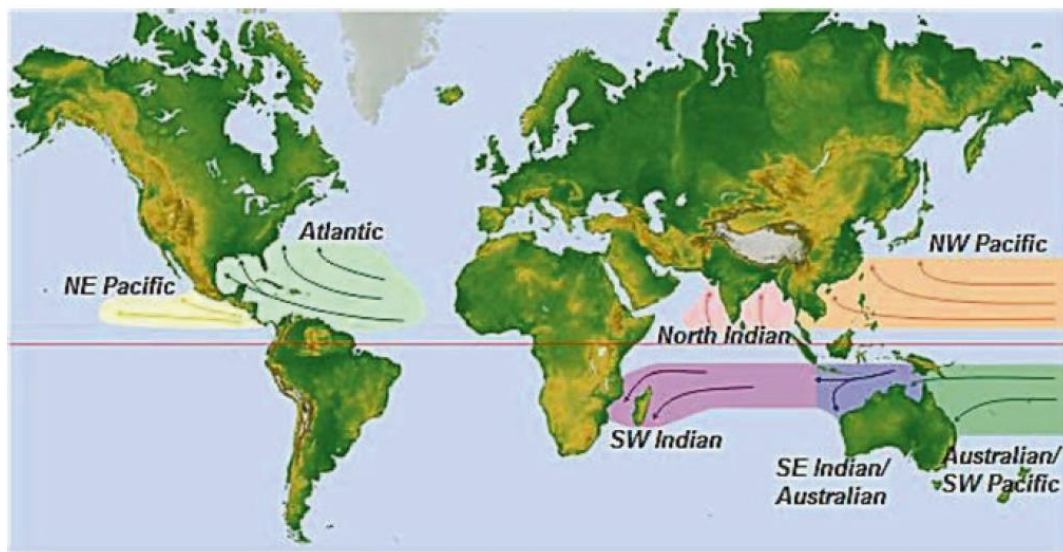 Atlantic
NW Pacific
NE Pacific
North Indian
SW Indian
SE Indian/
Australian
Australian/
SW Pacific